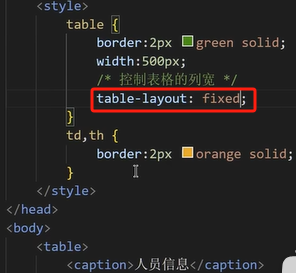 <style>
table {
border:2px green solid;
width:500px;
/* 控制表格的列宽 */
table-layout: fixed;
}
td,th {
border:2px orange solid;
}
</style>
</head>
<body>
<table>
<caption>人员信息</caption>